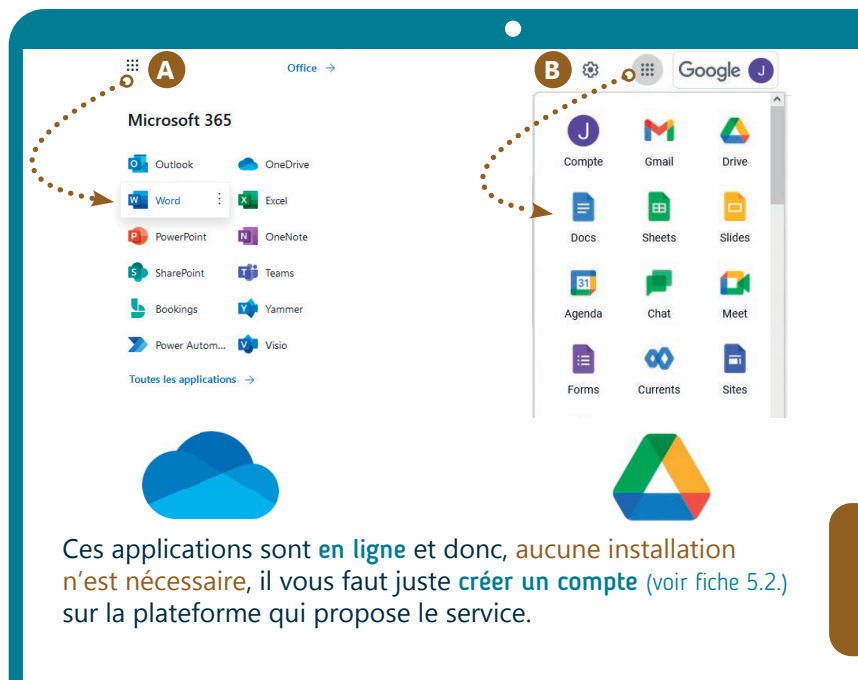 A
Office →
Microsoft 365
Outlook
OneDrive
Word
Excel
PowerPoint
OneNote
SharePoint
Teams
Bookings
Yammer
Power Autom...
Visio
Toutes les applications →
B
Google J
J
Compte
Gmail
Drive
Docs
Sheets
Slides
31
Agenda
Chat
Meet
Forms
Currents
Sites
Ces applications sont en ligne et donc, aucune installation
n’est nécessaire, il vous faut juste créer un compte (voir fiche 5.2.)
sur la plateforme qui propose le service.